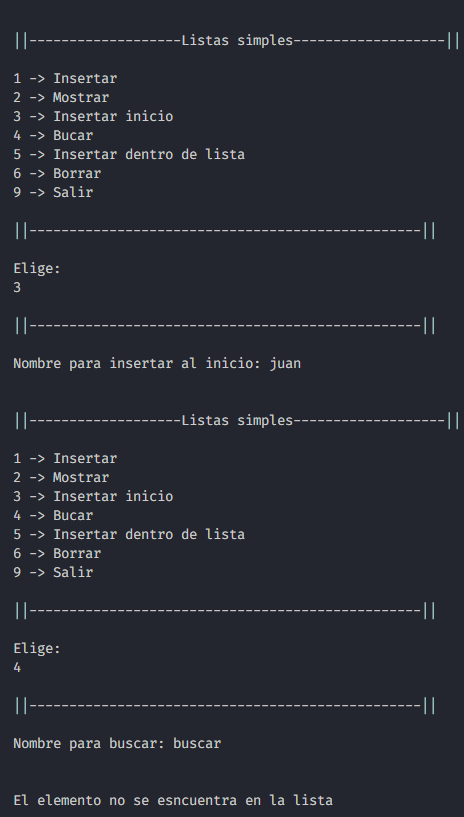 ||-------------------Listas simples-------------------||
1 -> Insertar
2 -> Mostrar
3 -> Insertar inicio
4 -> Bucar
5 -> Insertar dentro de lista
6 -> Borrar
9 -> Salir
||-------------------------------------------------||
Elige:
3
||-------------------------------------------------||
Nombre para insertar al inicio: juan
||-------------------Listas simples-------------------||
1 -> Insertar
2 -> Mostrar
3 -> Insertar inicio
4 -> Bucar
5 -> Insertar dentro de lista
6 -> Borrar
9 -> Salir
||-------------------------------------------------||
Elige:
4
||-------------------------------------------------||
Nombre para buscar: buscar
El elemento no se esncuentra en la lista